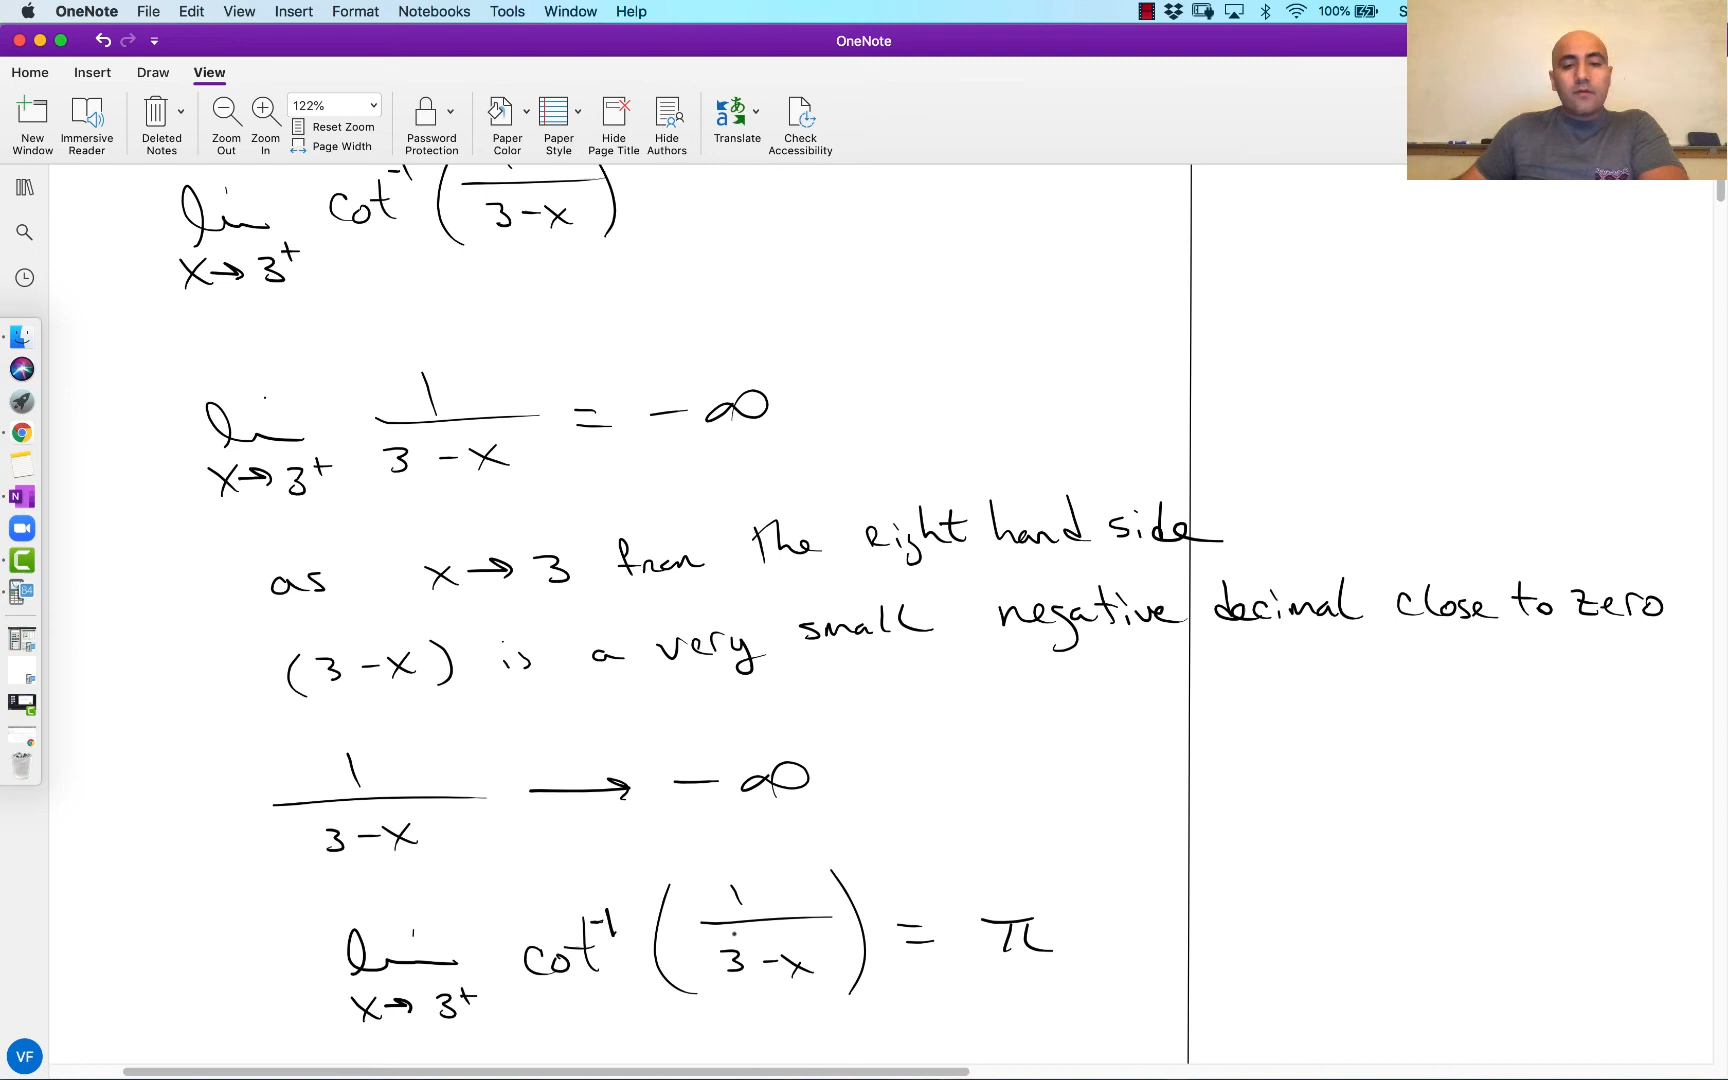 OneNote File Edit View Insert Format Notebooks Tools Window Help 100% S
OneNote
Home Insert Draw View
122%
Reset Zoom
Page Width
New Window
Immersive Reader
Deleted Notes
Zoom Out
Zoom In
Password Protection
Paper Color
Paper Style
Hide Page Title
Hide Authors
Translate
Check Accessibility
lim cot⁻¹ (1/(3-x))
x→3⁺
lim 1/(3-x) = -∞
x→3⁺
as x→3 from the right hand side
(3-x) is a very small negative decimal close to zero
1/(3-x) → -∞
lim cot⁻¹ (1/(3-x)) = π
x→3⁺
VF